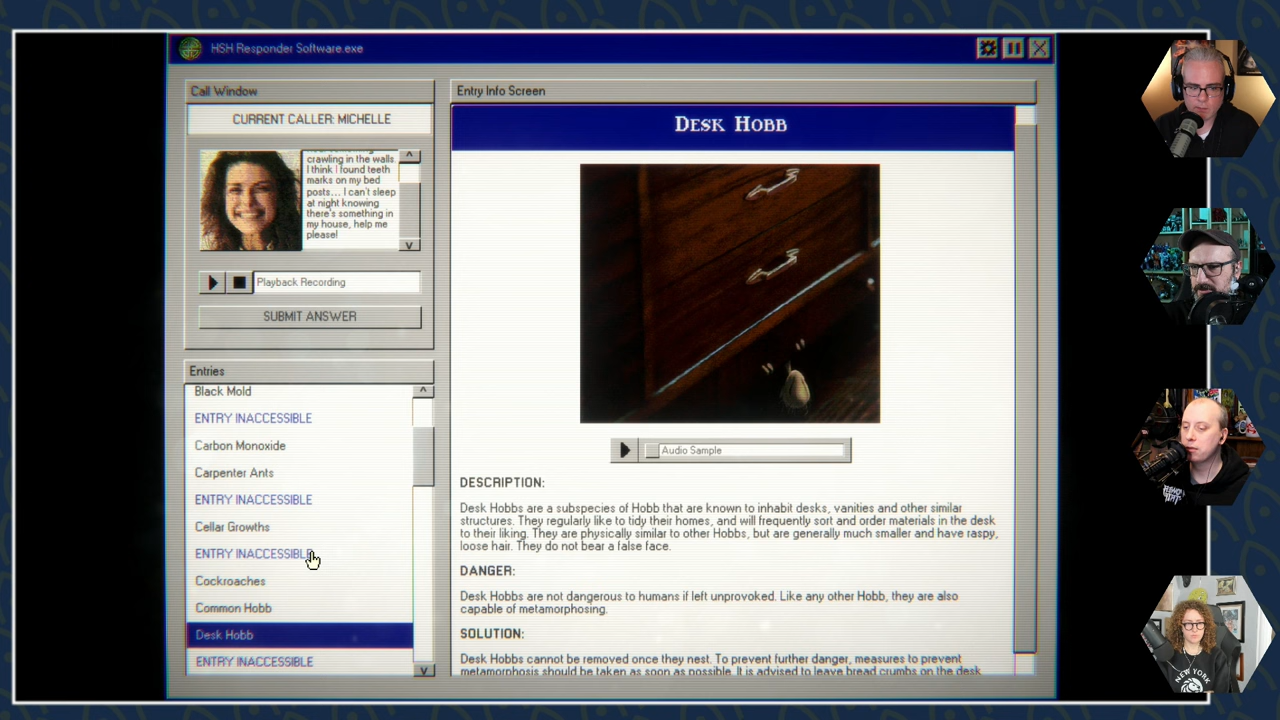 HSH Responder Software.exe
Call Window
CURRENT CALLER: MICHELLE
crawling in the walls
I think I found teeth
marks on my bed
posts... I can't sleep
at night knowing
there's something in
my house, help me
please!
Playback Recording
SUBMIT ANSWER
Entries
Black Mold
ENTRY INACCESSIBLE
Carbon Monoxide
Carpenter Ants
ENTRY INACCESSIBLE
Cellar Growths
ENTRY INACCESSIBLE
Cockroaches
Common Hobb
Desk Hobb
ENTRY INACCESSIBLE
Entry Info Screen
DESK HOBB
Audio Sample
DESCRIPTION:
Desk Hobbs are a subspecies of Hobb that are known to inhabit desks, vanities and other similar
structures. They regularly like to tidy their homes, and will frequently sort and order materials in the desk
to their liking. They are physically similar to other Hobbs, but are generally much smaller and have raspy,
loose hair. They do not bear a false face.
DANGER:
Desk Hobbs are not dangerous to humans if left unprovoked. Like any other Hobb, they are also
capable of metamorphosing.
SOLUTION:
Desk Hobbs cannot be removed once they nest. To prevent further danger, measures to prevent
metamorphosis should be taken as soon as possible. It is advised to leave bread crumbs on the desk
NEW YORK